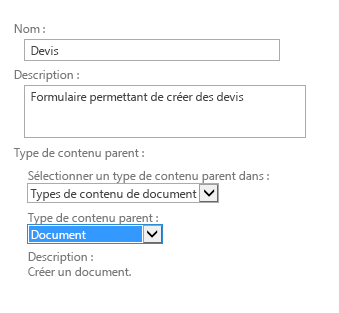 Nom :
Devis
Description :
Formulaire permettant de créer des devis
Type de contenu parent :
Sélectionner un type de contenu parent dans :
Types de contenu de document
Type de contenu parent :
Document
Description :
Créer un document.